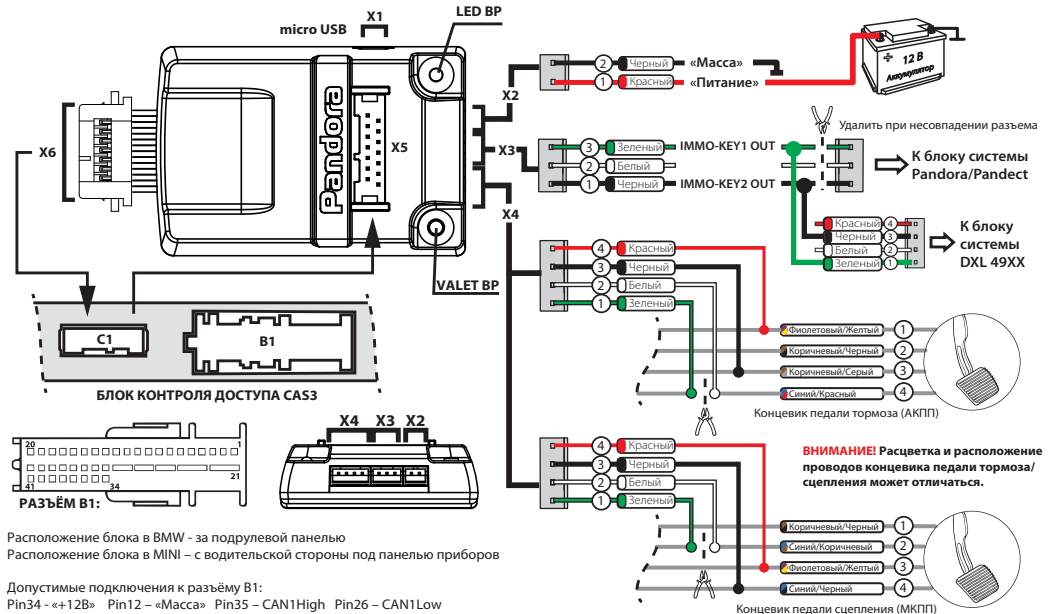 LED BP
X1
micro USB
X2
X6
X5
X3
X4
Pandora
VALET BP
C1
B1
БЛОК КОНТРОЛЯ ДОСТУПА CAS3
2 Черный «Масса»
1 Красный «Питание»
12 В
Аккумулятор
Удалить при несовпадении разъема
3 Зеленый IMMO-KEY1 OUT
2 Белый
1 Черный IMMO-KEY2 OUT
К блоку системы
Pandora/Pandect
Красный 4
Черный 3
Белый 2
Зеленый 1
К блоку
системы
DXL 49XX
4 Красный
3 Черный
2 Белый
1 Зеленый
Фиолетовый/Желтый 1
Коричневый/Черный 2
Коричневый/Серый 3
Синий/Красный 4
Концевик педали тормоза (АКПП)
X4 X3 X2
20 1
21
41 34
РАЗЪЁМ B1:
4 Красный
3 Черный
2 Белый
1 Зеленый
ВНИМАНИЕ! Расцветка и расположение
проводов концевика педали тормоза/
сцепления может отличаться.
Коричневый/Черный 1
Синий/Коричневый 2
Фиолетовый/Желтый 3
Синий/Черный 4
Концевик педали сцепления (МКПП)
Расположение блока в BMW - за подрулевой панелью
Расположение блока в MINI – с водительской стороны под панелью приборов
Допустимые подключения к разъёму B1:
Pin34 - «+12В» Pin12 – «Масса» Pin35 – CAN1High Pin26 – CAN1Low